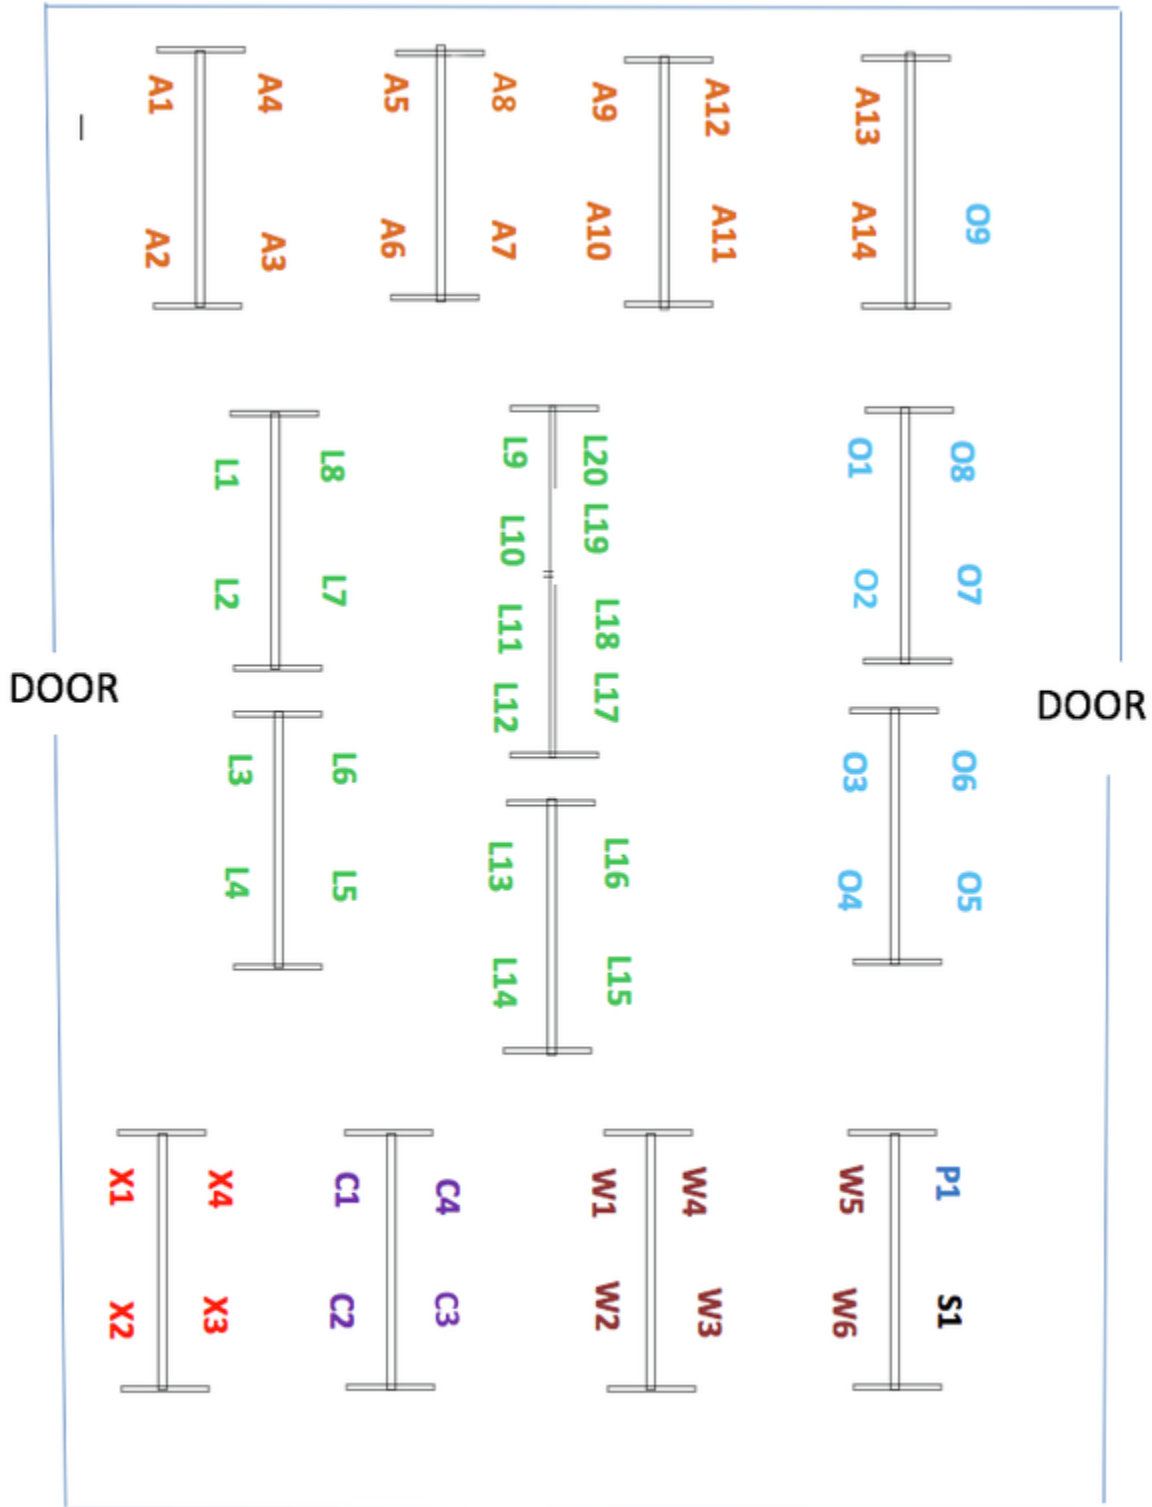 A1 A4 A5 A8 A9 A12 A13
A2 A3 A6 A7 A10 A11 A14 O9
L1 L8 L9 L20 O1 O8
L10 L19
L2 L7 L11 L18 O2 O7
DOOR L12 L17 DOOR
L3 L6 O3 O6
L4 L5 L13 L16 O4 O5
L14 L15
X1 X4 C1 C4 W1 W4 W5 P1
X2 X3 C2 C3 W2 W3 W6 S1